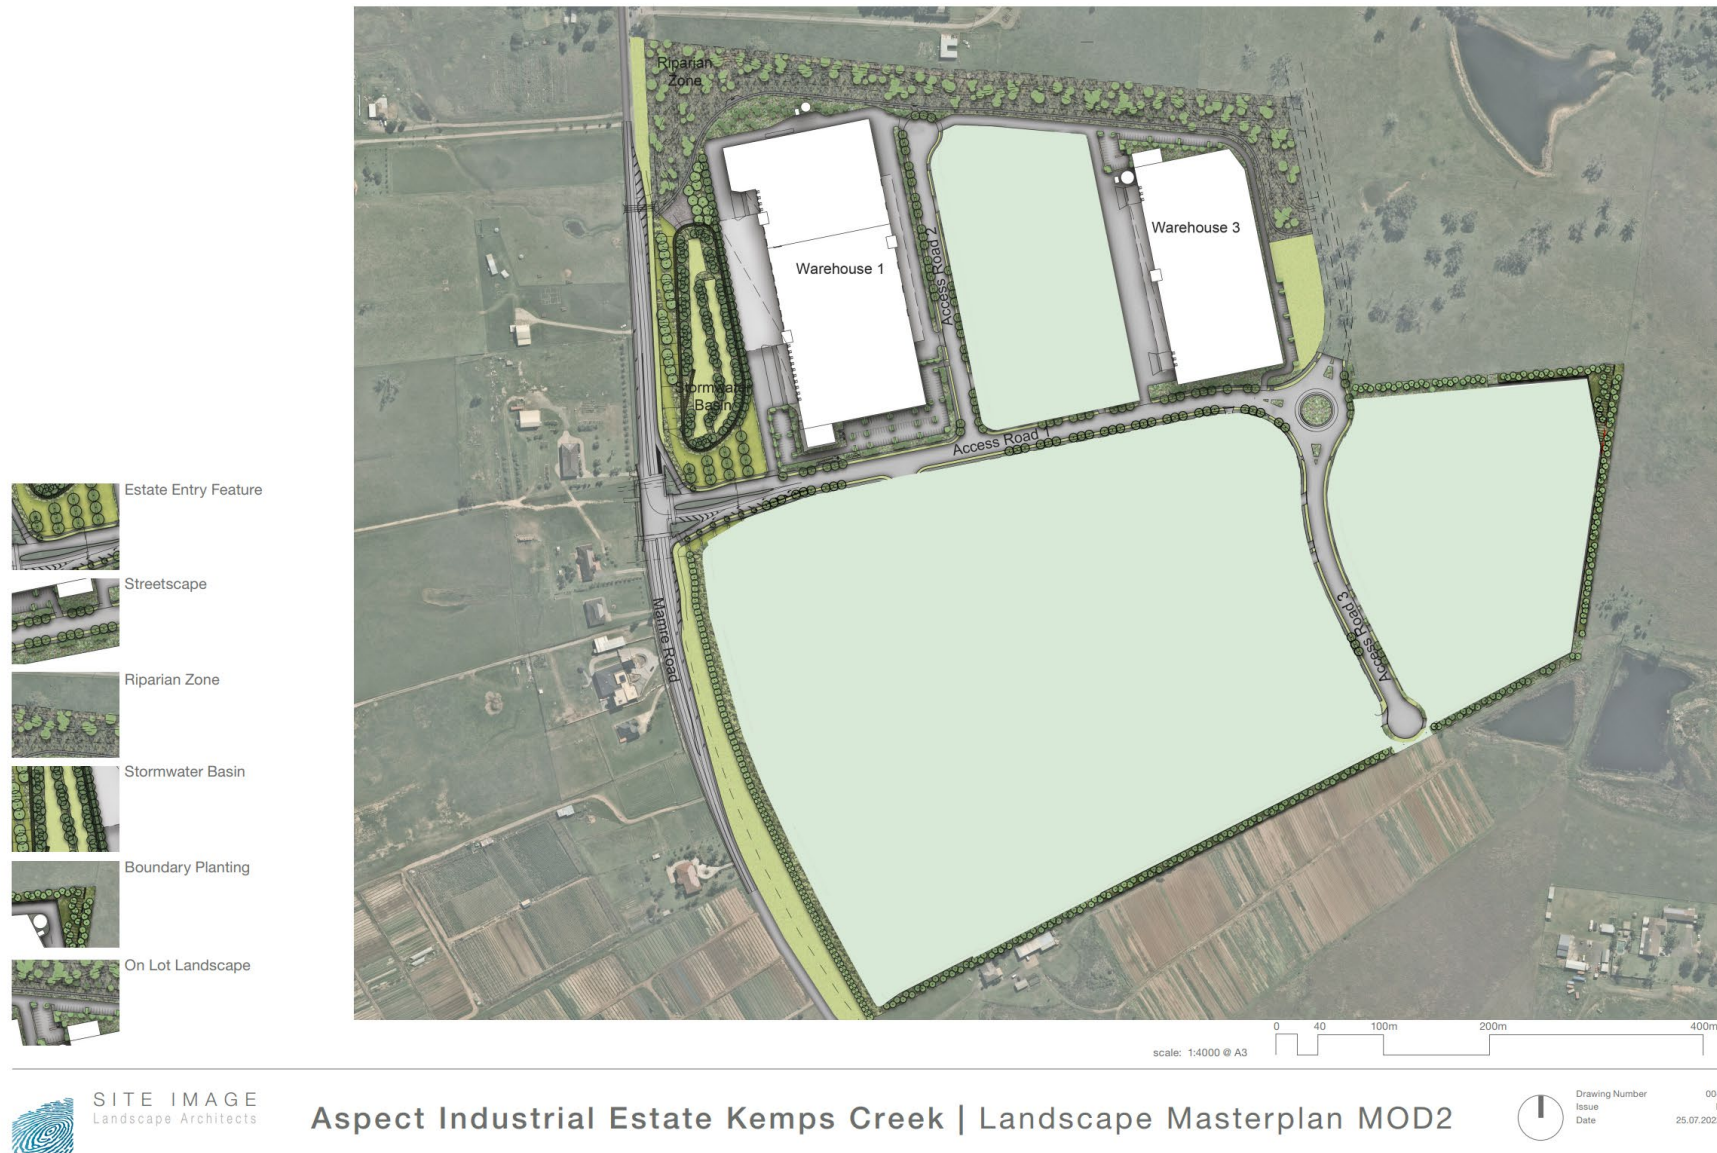 Riparian
Zone
Warehouse 1
Access Road 2
Warehouse 3
Stormwater
Basin
Access Road 1
Mamre Road
Access Road 3
Estate Entry Feature
Streetscape
Riparian Zone
Stormwater Basin
Boundary Planting
On Lot Landscape
scale: 1:4000 @ A3
0 40 100m 200m 400m
SITE IMAGE
Landscape Architects
Aspect Industrial Estate Kemps Creek | Landscape Masterplan MOD2
Drawing Number
Issue
Date